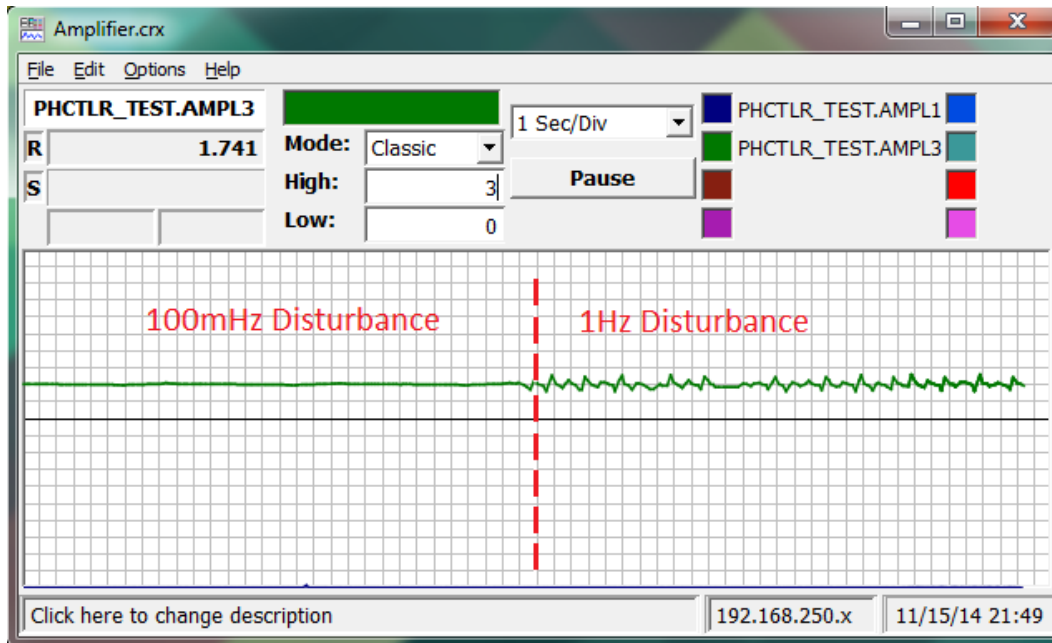 Amplifier.crx
File Edit Options Help
PHCTLR_TEST.AMPL3
R 1.741
S
Mode: Classic
High: 3
Low: 0
1 Sec/Div
Pause
PHCTLR_TEST.AMPL1
PHCTLR_TEST.AMPL3
100mHz Disturbance
1Hz Disturbance
Click here to change description
192.168.250.x
11/15/14 21:49